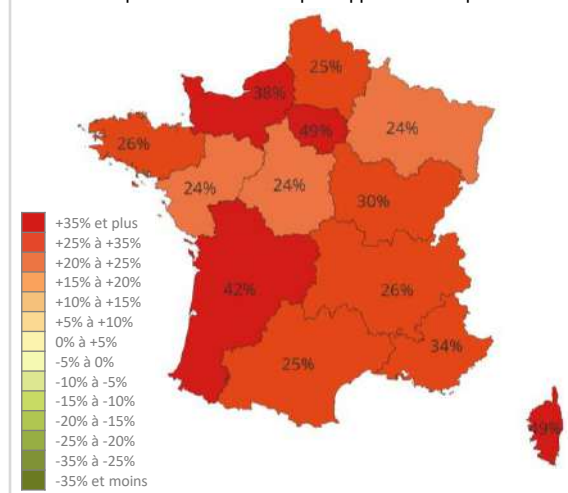 25%
38%
49%
24%
26%
24%
24%
30%
+35% et plus
+25% à +35%
+20% à +25%
+15% à +20%
+10% à +15%
+5% à +10%
0% à +5%
-5% à 0%
-10% à -5%
-15% à -10%
-20% à -15%
-25% à -20%
-35% à -25%
-35% et moins
42%
26%
34%
25%